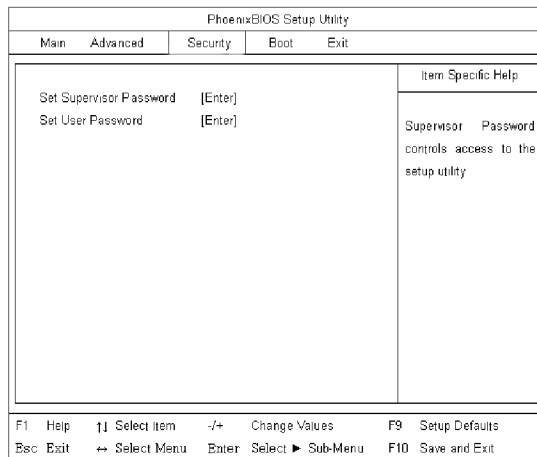 PhoenixBIOS Setup Utility
Main Advanced Security Boot Exit
Item Specific Help
Set Supervisor Password [Enter]
Set User Password [Enter]
Supervisor Password
controls access to the
setup utility
F1 Help ↑↓ Select Item -/+ Change Values F9 Setup Defaults
Esc Exit ↔ Select Menu Enter Select ► Sub-Menu F10 Save and Exit